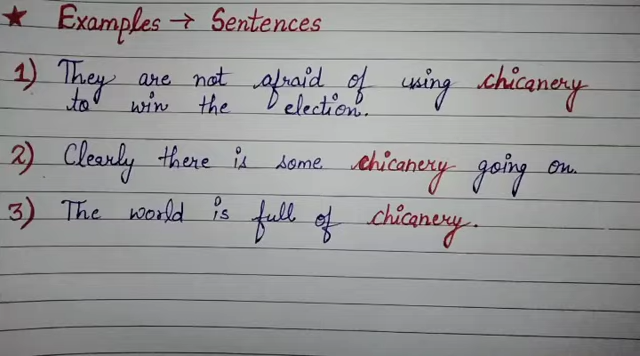 ★ Examples → Sentences
1) They are not afraid of using chicanery
to win the election.
2) Clearly there is some chicanery going on.
3) The world is full of chicanery.